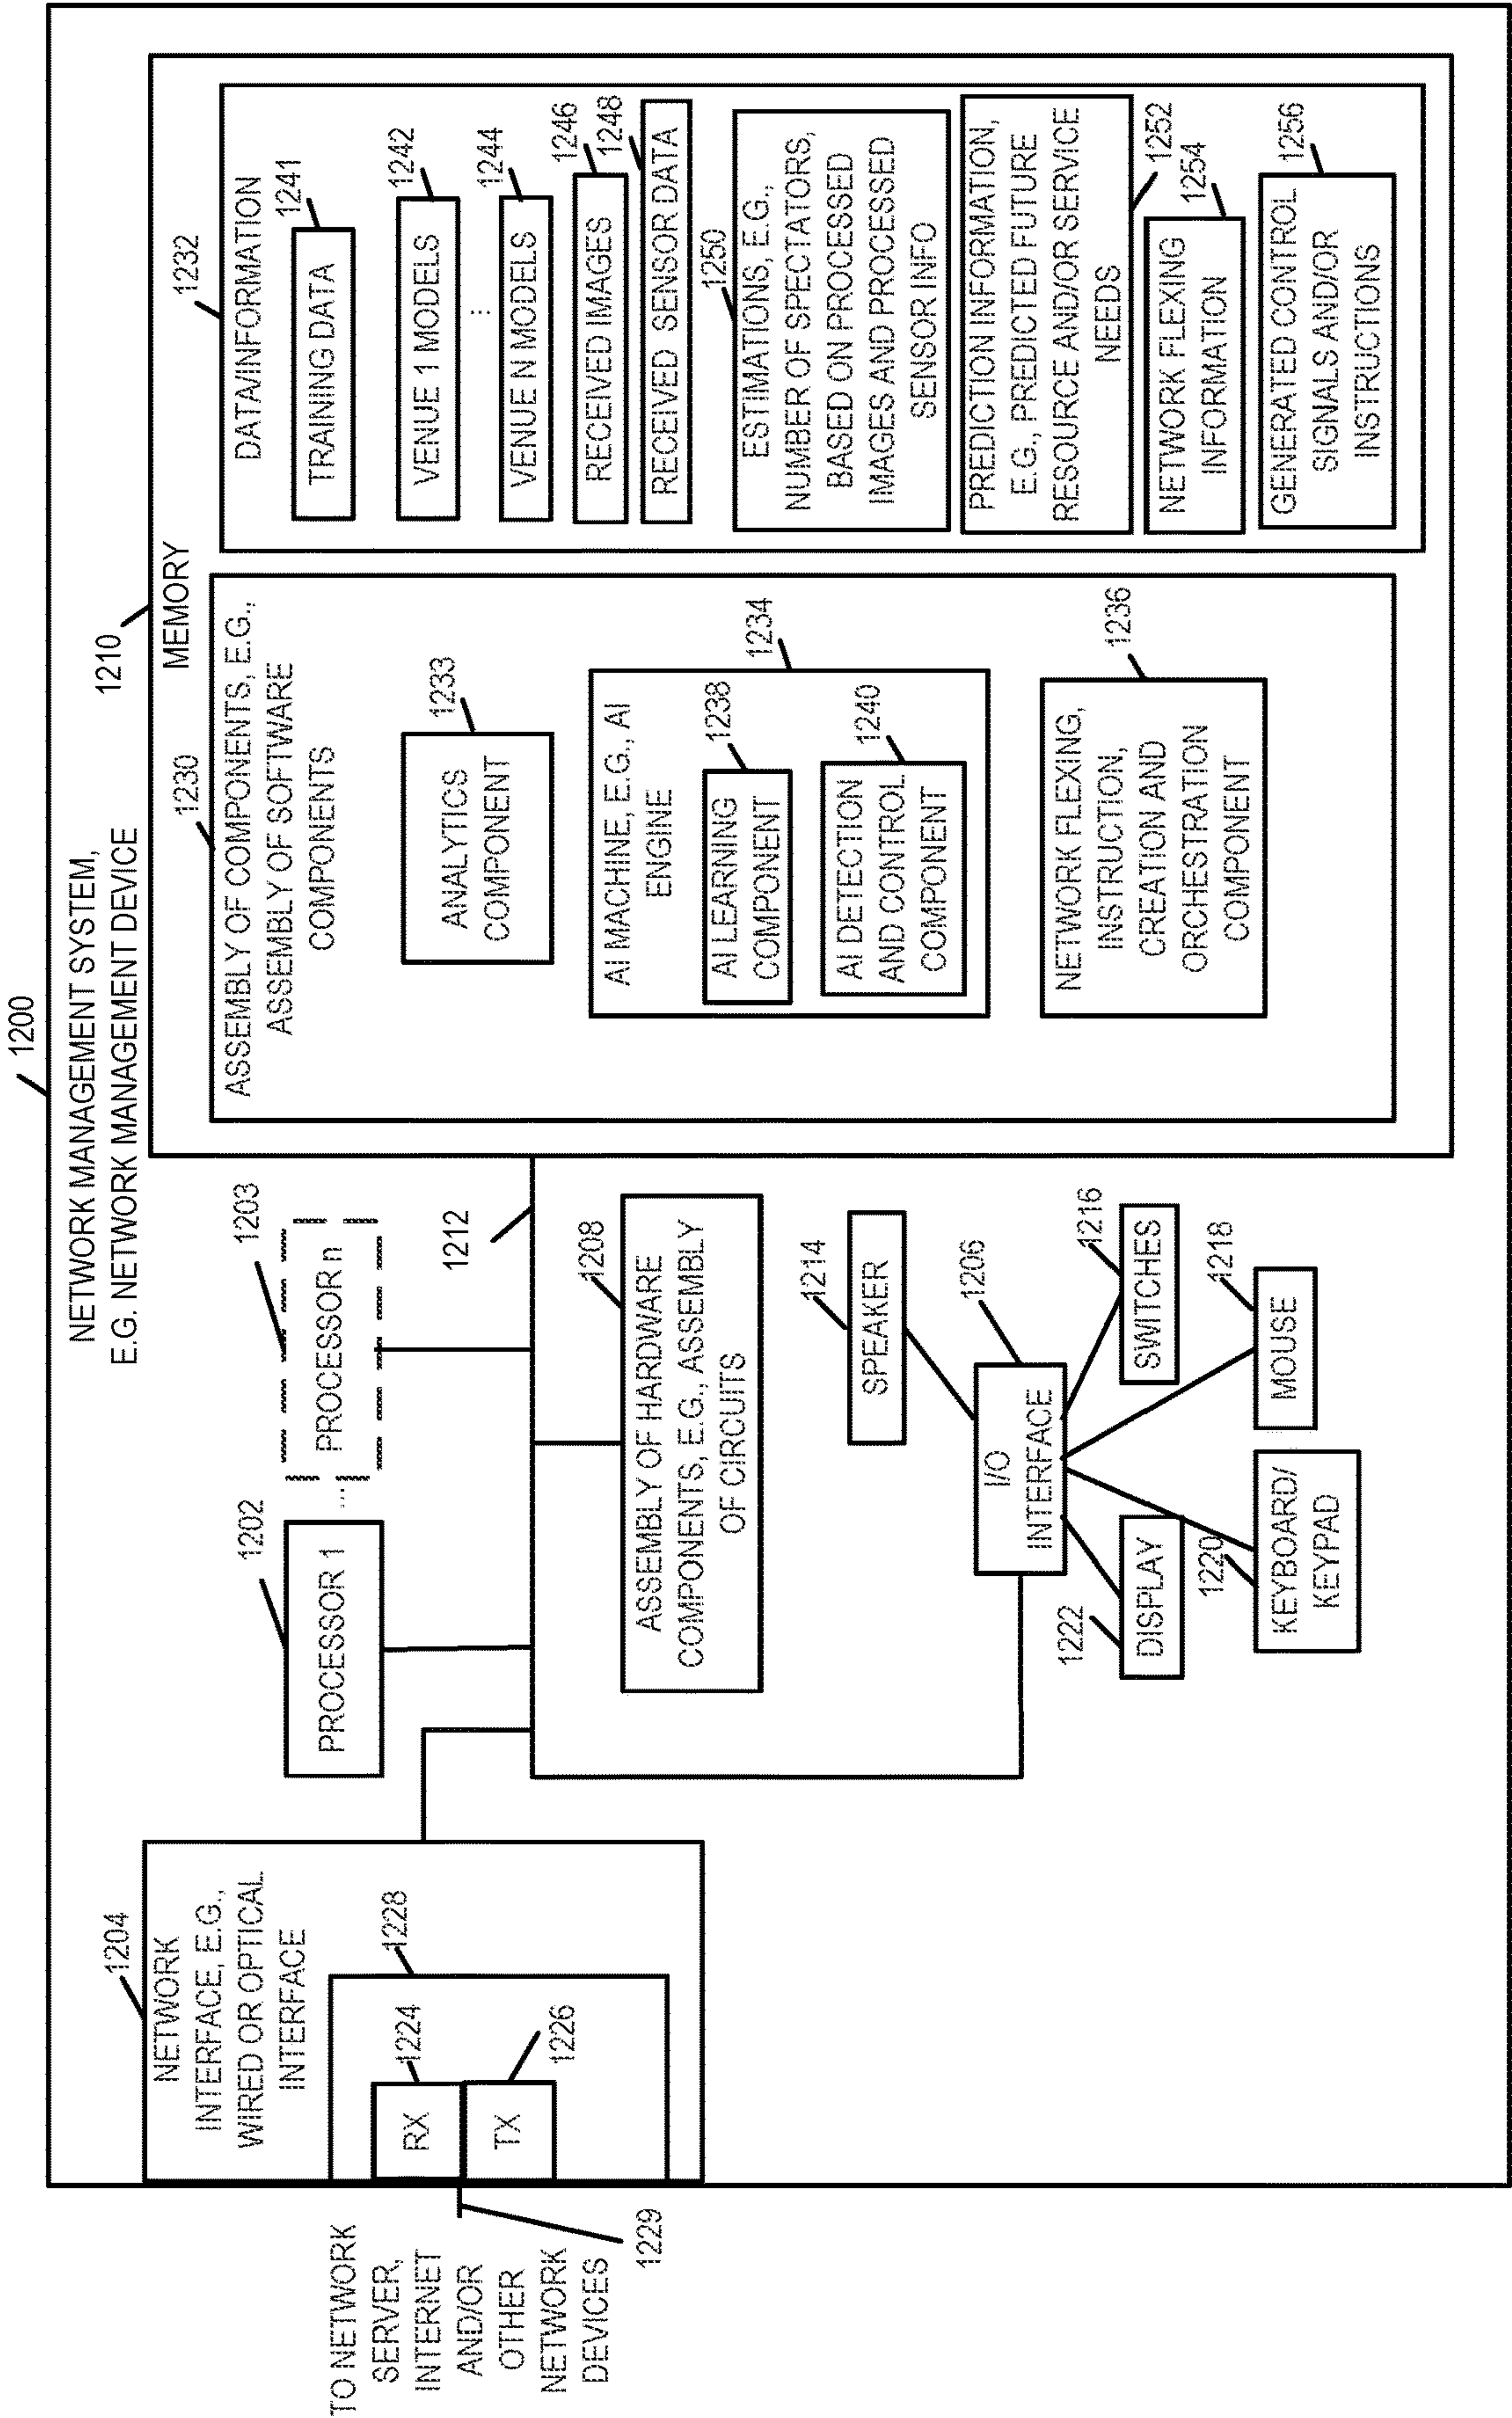 1200
NETWORK MANAGEMENT SYSTEM,
E.G. NETWORK MANAGEMENT DEVICE
1204
NETWORK
INTERFACE, E.G.,
WIRED OR OPTICAL
INTERFACE
1228
1224
RX
TX
1226
TO NETWORK
SERVER,
INTERNET
AND/OR
OTHER
NETWORK
DEVICES
1229
1202
PROCESSOR 1
...
1203
PROCESSOR n
1212
1208
ASSEMBLY OF HARDWARE
COMPONENTS, E.G., ASSEMBLY
OF CIRCUITS
1214
SPEAKER
1206
I/O
INTERFACE
1222
DISPLAY
1220
KEYBOARD/
KEYPAD
1216
SWITCHES
1218
MOUSE
1210
MEMORY
1230
ASSEMBLY OF COMPONENTS, E.G.,
ASSEMBLY OF SOFTWARE
COMPONENTS
1233
ANALYTICS
COMPONENT
1234
AI MACHINE, E.G., AI
ENGINE
1238
AI LEARNING
COMPONENT
1240
AI DETECTION
AND CONTROL
COMPONENT
1236
NETWORK FLEXING,
INSTRUCTION,
CREATION AND
ORCHESTRATION
COMPONENT
1232
DATA/INFORMATION
1241
TRAINING DATA
1242
VENUE 1 MODELS
...
1244
VENUE N MODELS
1246
RECEIVED IMAGES
1248
RECEIVED SENSOR DATA
1250
ESTIMATIONS, E.G.,
NUMBER OF SPECTATORS,
BASED ON PROCESSED
IMAGES AND PROCESSED
SENSOR INFO
PREDICTION INFORMATION,
E.G., PREDICTED FUTURE
RESOURCE AND/OR SERVICE
NEEDS
1252
1254
NETWORK FLEXING
INFORMATION
1256
GENERATED CONTROL
SIGNALS AND/OR
INSTRUCTIONS